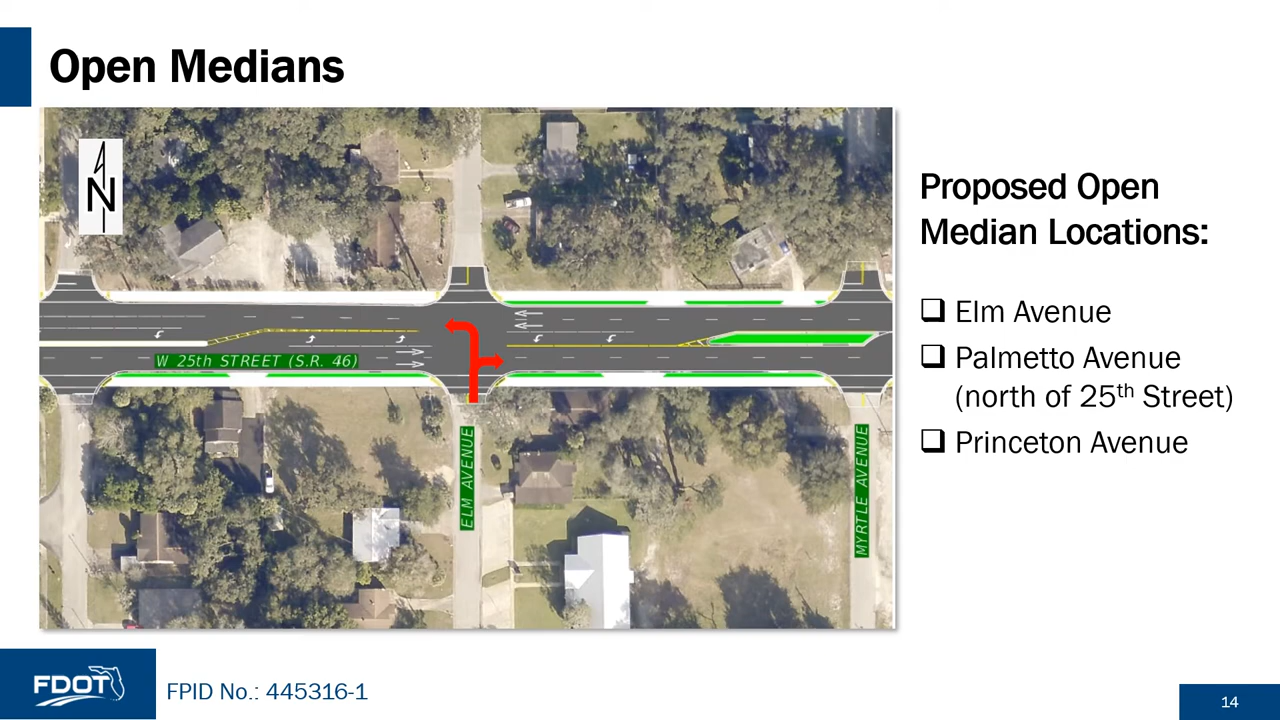 Open Medians
N
W 25th STREET (S.R. 46)
ELM AVENUE
MYRTLE AVENUE
Proposed Open
Median Locations:
❑ Elm Avenue
❑ Palmetto Avenue
(north of 25th Street)
❑ Princeton Avenue
FDOT
FPID No.: 445316-1
14